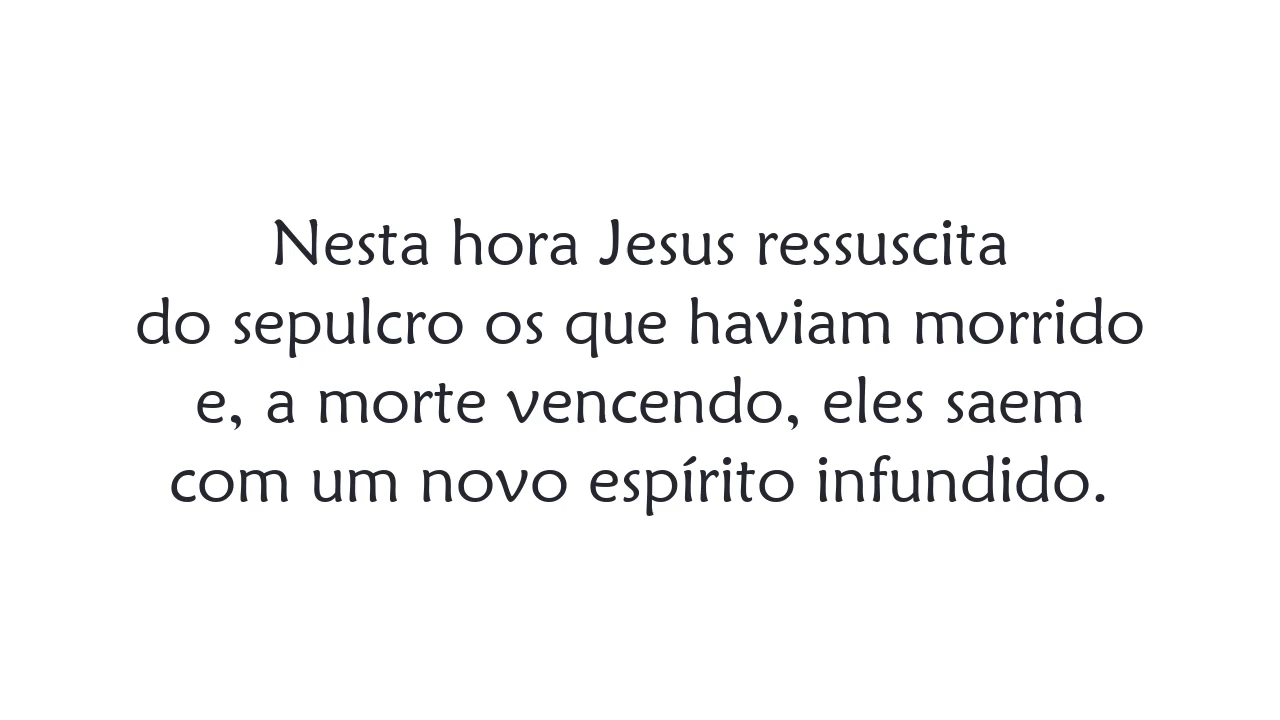 Nesta hora Jesus ressuscita
do sepulcro os que haviam morrido
e, a morte vencendo, eles saem
com um novo espírito infundido.